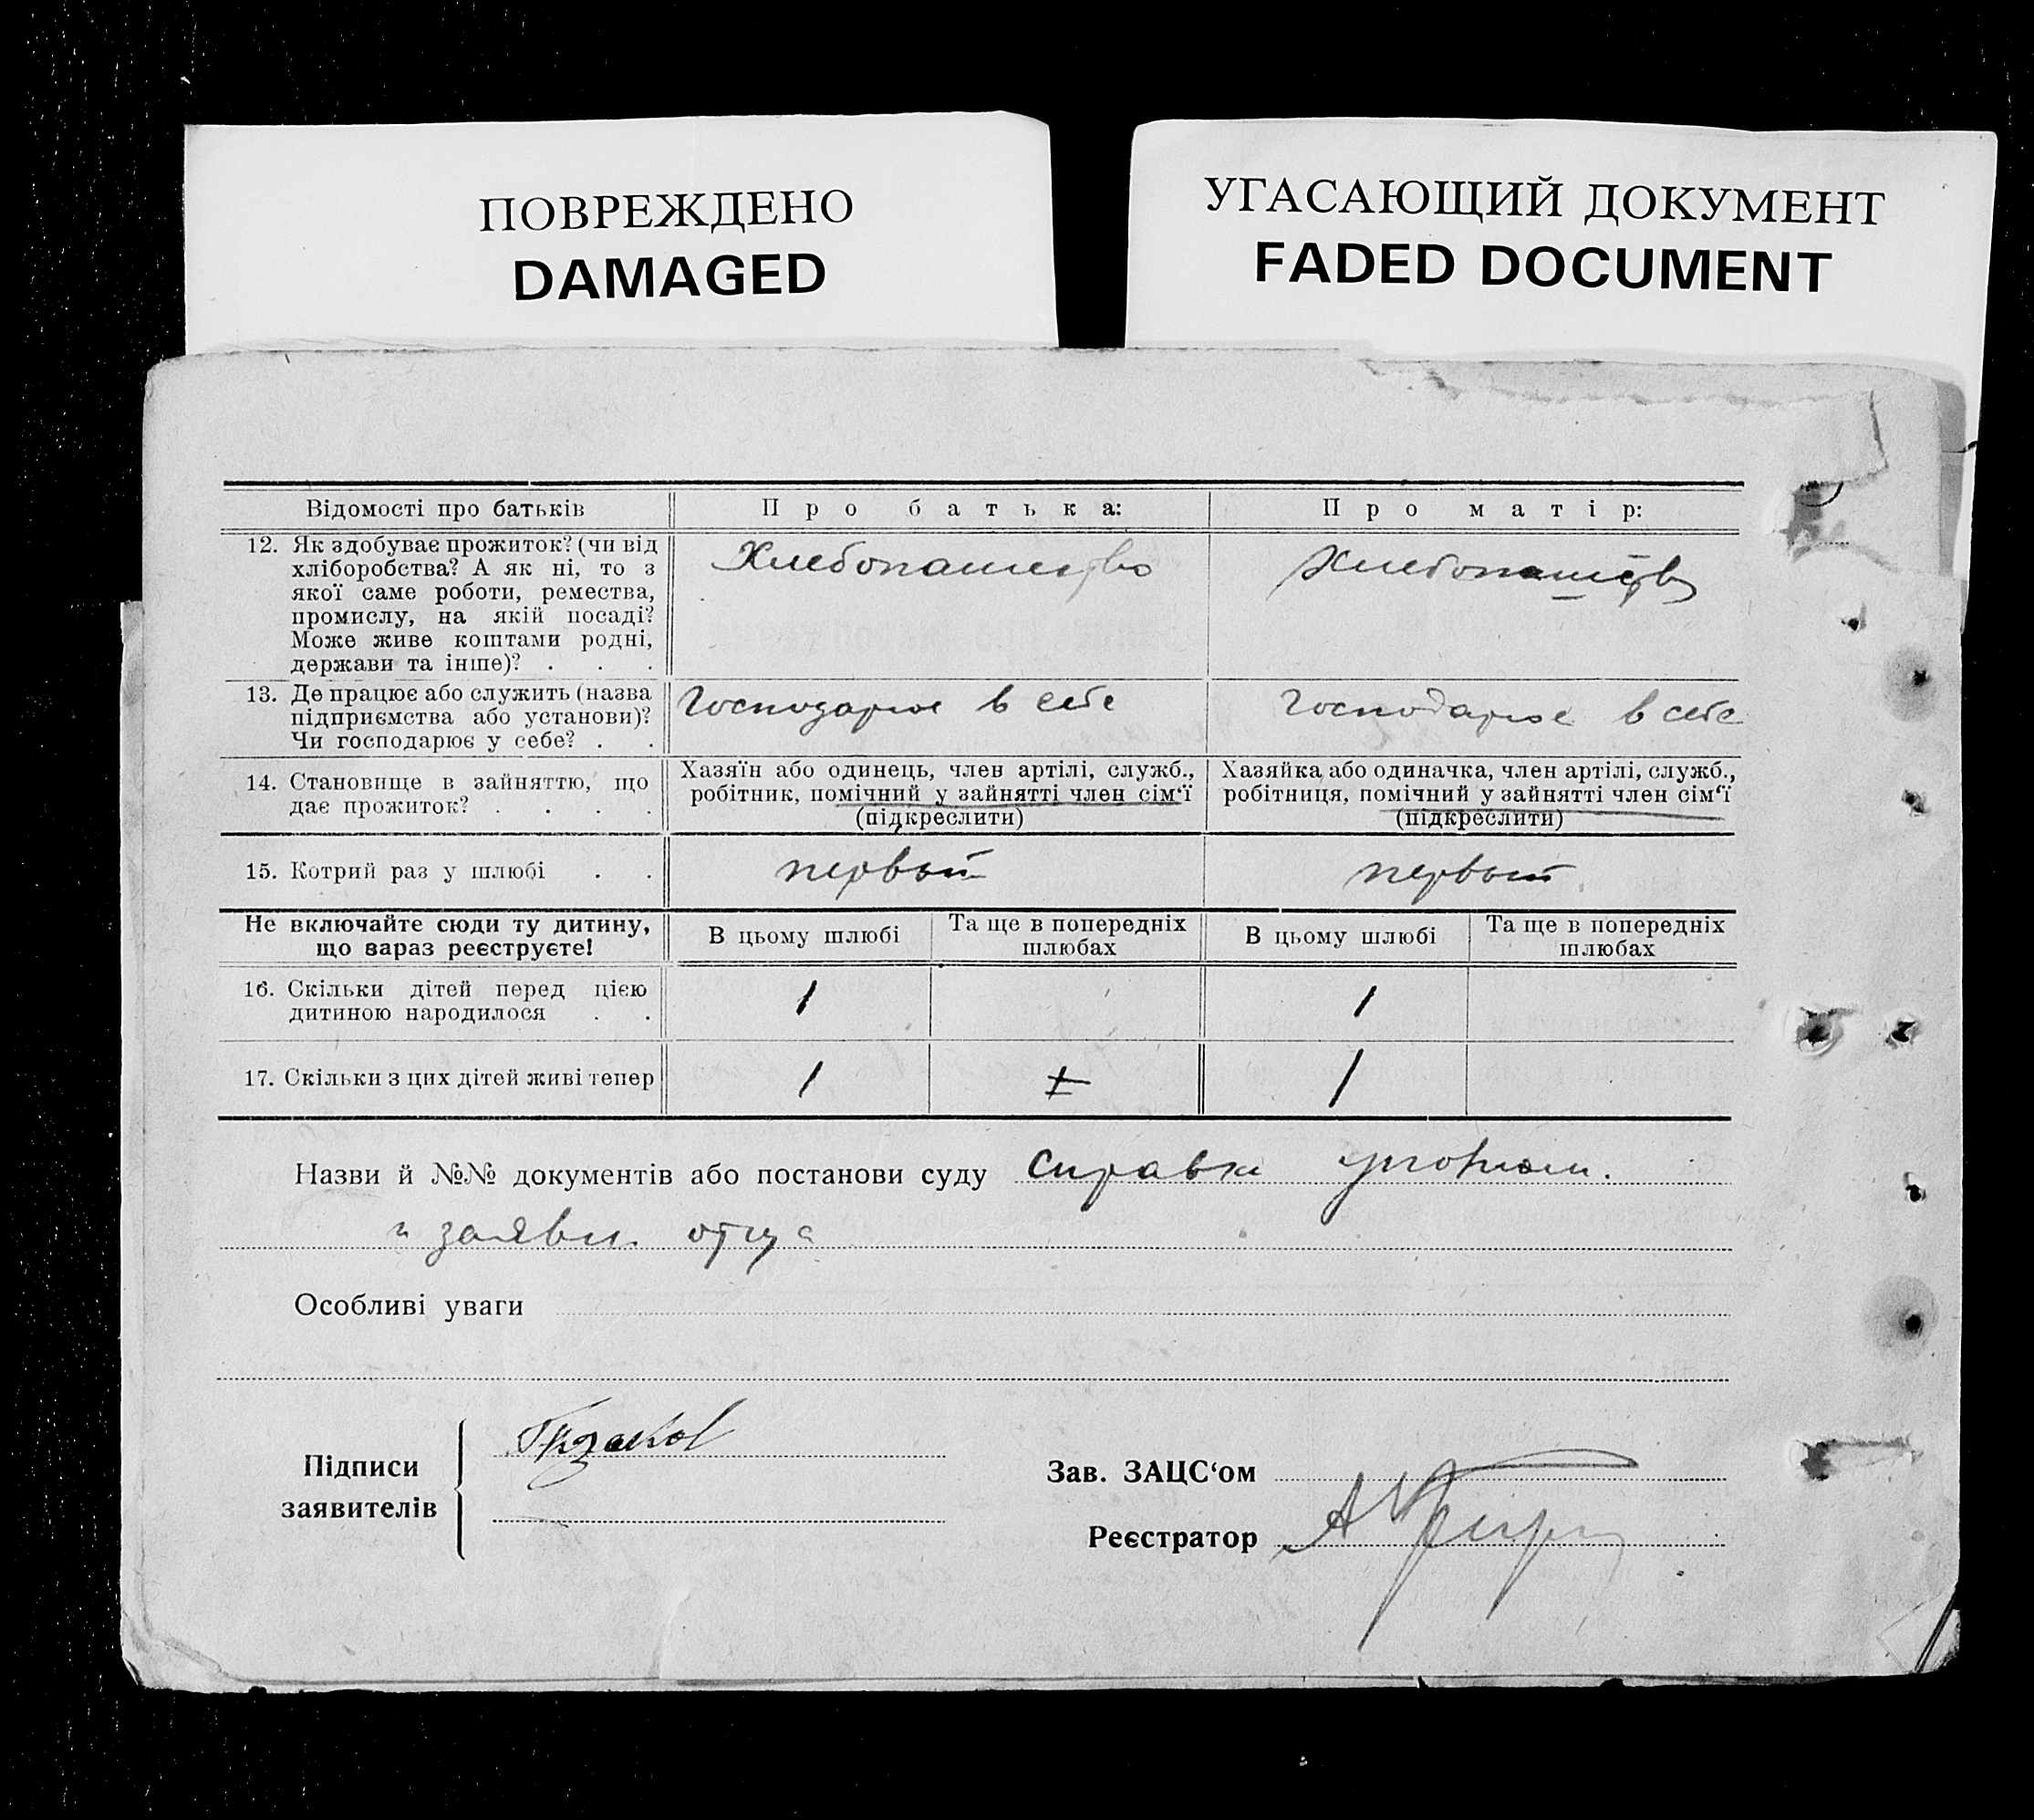 ПОВРЕЖДЕНО
DAMAGED
УГАСАЮЩИЙ ДОКУМЕНТ
FADED DOCUMENT
Відомості про батьків
Про батька:
Про матір:
12. Як здобуває прожиток? (чи від
хліборобства? А як ні, то з
якої саме роботи, ремества,
промислу, на якій посаді?
Може живе коштами родні,
держави та інше)? . . .
Хлебопашество
Хлебопашество
13. Де працює або служить (назва
підприємства або установи)?
Чи господарює у себе? . .
Господарює в себе
Господарює в себе
14. Становище в зайняттю, що
дає прожиток? . . . .
Хазяїн або одинець, член артілі, служб.,
робітник, помічний у зайнятті член сім'ї
(підкреслити)
Хазяйка або одиначка, член артілі, служб.,
робітниця, помічний у зайнятті член сім'ї
(підкреслити)
15. Котрий раз у шлюбі . .
первый
первый
Не включайте сюди ту дитину,
що вараз реєструєте!
В цьому шлюбі
Та ще в попередніх
шлюбах
В цьому шлюбі
Та ще в попередніх
шлюбах
16. Скільки дітей перед цією
дитиною народилося . .
1
1
17. Скільки з цих дітей живі тепер
1
1
Назви й №№ документів або постанови суду справка
и заявл. отца
Особливі уваги
Підписи
заявителів
Зав. ЗАЦС'ом
Реєстратор